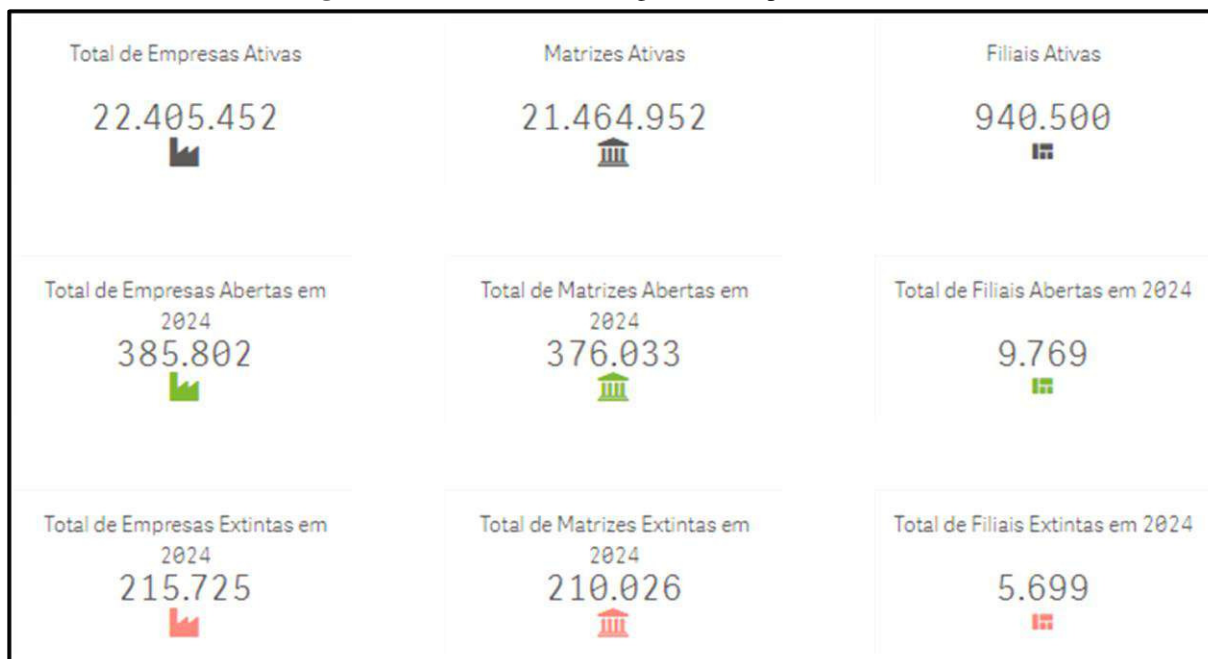 Total de Empresas Ativas
22.405.452
Matrizes Ativas
21.464.952
Filiais Ativas
940.500
Total de Empresas Abertas em
2024
385.802
Total de Matrizes Abertas em
2024
376.033
Total de Filiais Abertas em 2024
9.769
Total de Empresas Extintas em
2024
215.725
Total de Matrizes Extintas em
2024
210.026
Total de Filiais Extintas em 2024
5.699